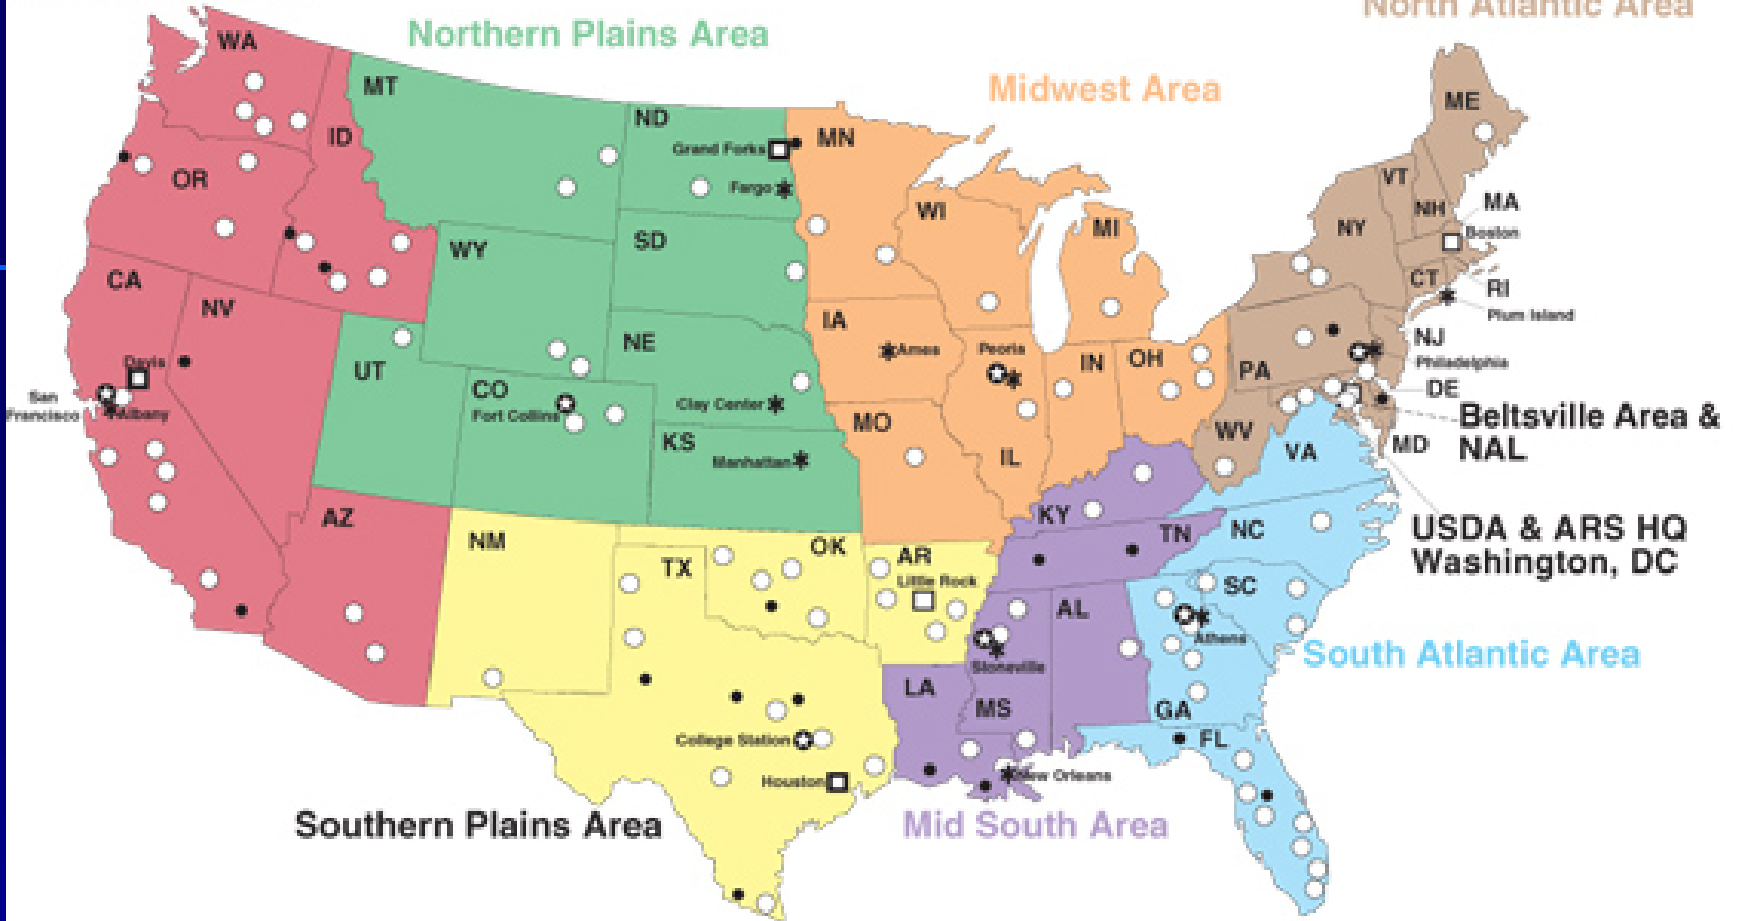 North Atlantic Area
Northern Plains Area
Midwest Area
WA
MT
ND
ME
ID
MN
Grand Forks
OR
Fargo
VT
WI
NH
MA
MI
NY
Boston
WY
SD
CA
CT
RI
NV
IA
Plum Island
NE
Ames
Peoria
NJ
Davis
UT
IN
OH
PA
Philadelphia
CO
DE
San
Francisco
Albany
Fort Collins
Clay Center
Beltsville Area &
NAL
MO
KS
WV
VA
MD
Manhattan
IL
AZ
KY
NM
TN
NC
USDA & ARS HQ
Washington, DC
OK
AR
TX
Little Rock
SC
AL
Athens
South Atlantic Area
Stoneville
LA
MS
GA
College Station
FL
Houston
New Orleans
Southern Plains Area
Mid South Area